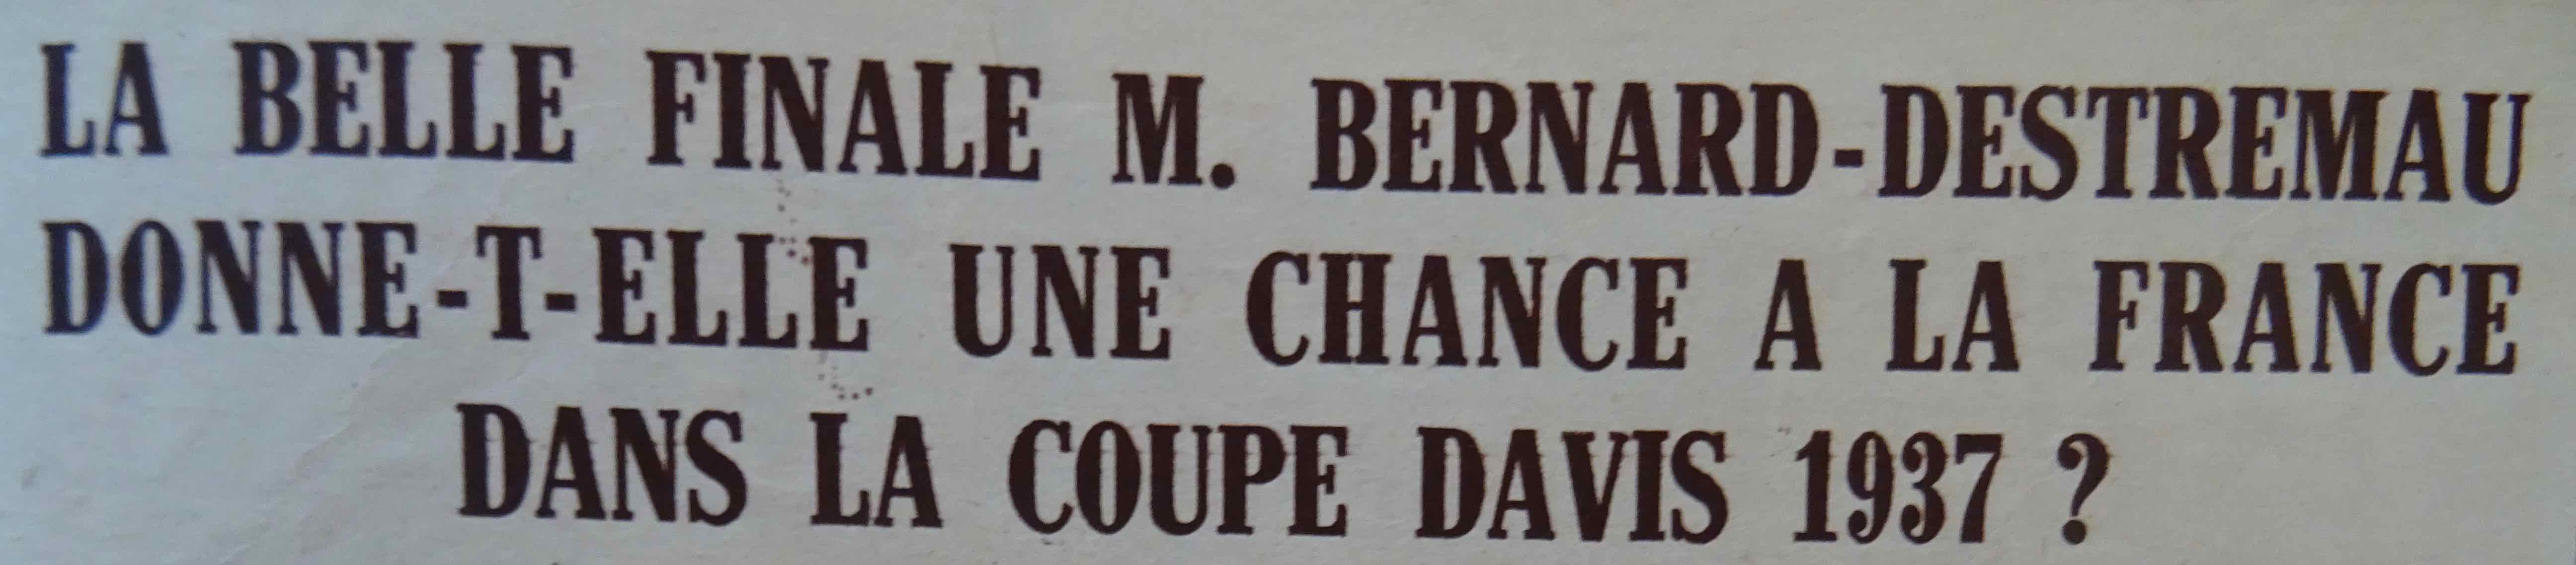 LA BELLE FINALE M. BERNARD-DESTREMAU
DONNE-T-ELLE UNE CHANCE A LA FRANCE
DANS LA COUPE DAVIS 1937 ?